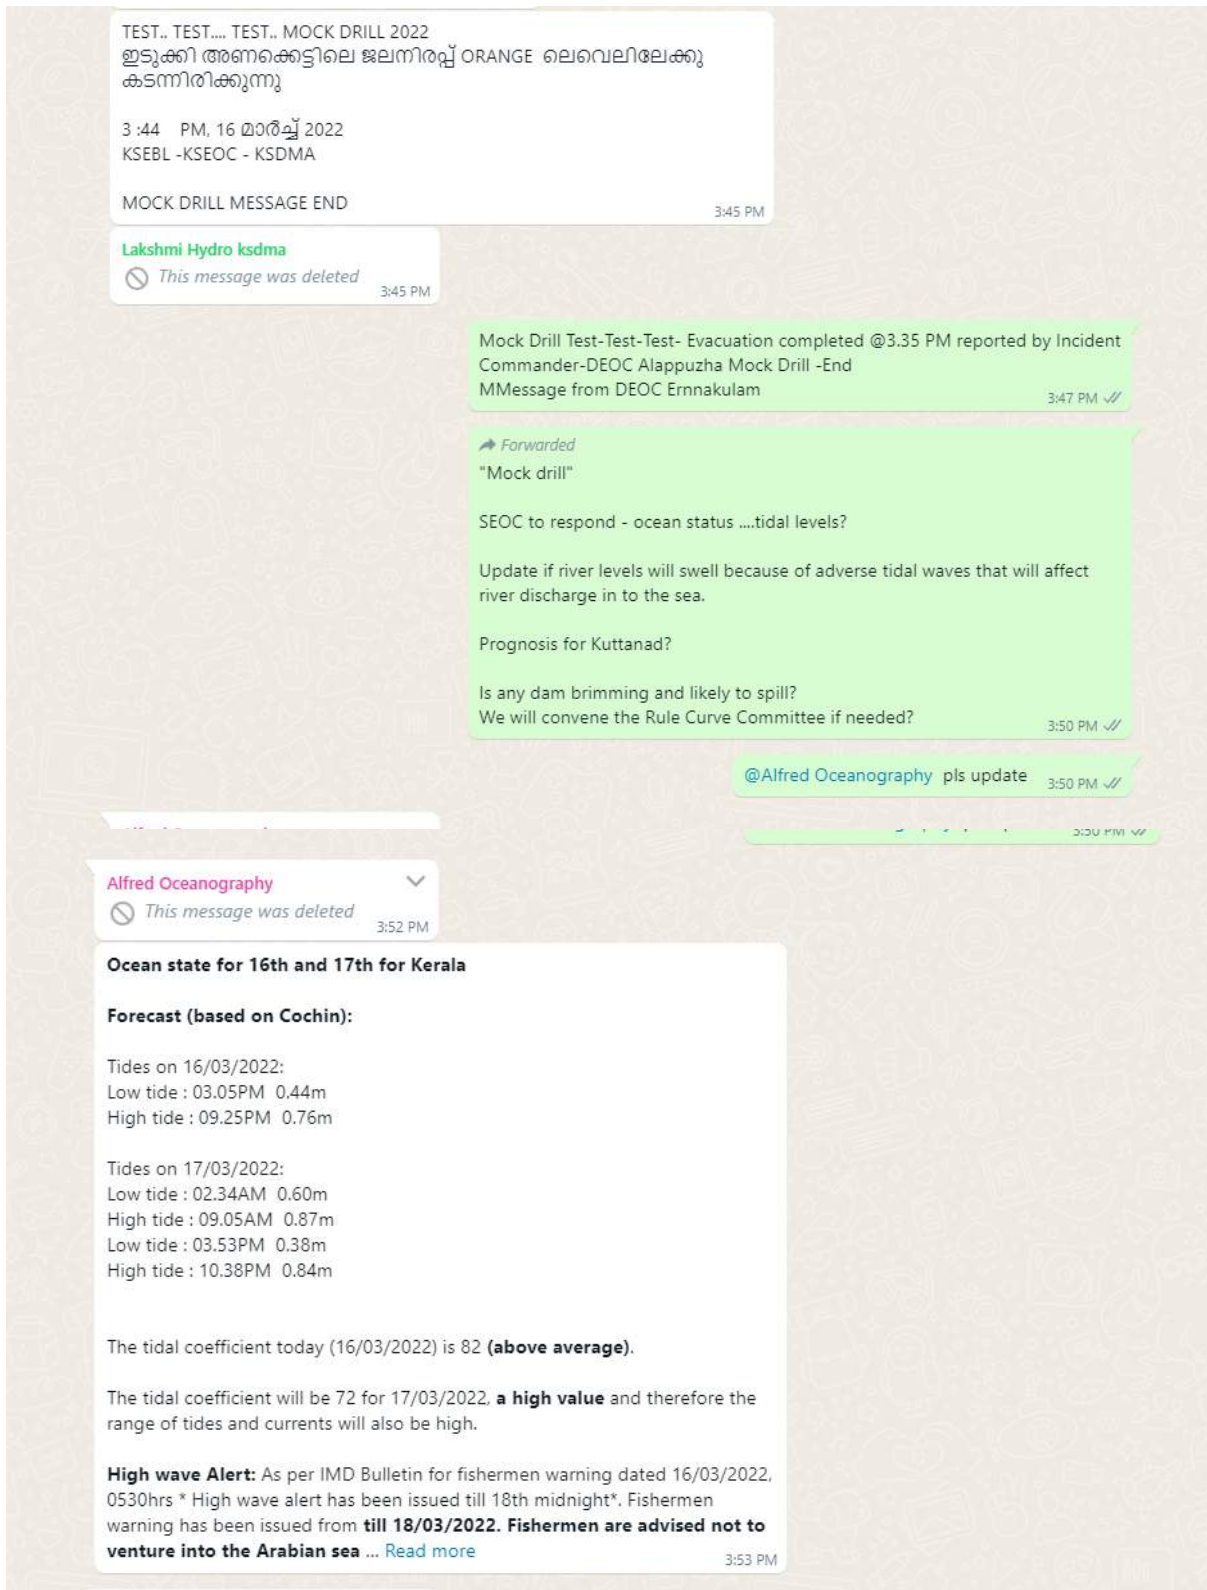 TEST.. TEST.... TEST.. MOCK DRILL 2022
ഇടുക്കി അണക്കെട്ടിലെ ജലനിരപ്പ് ORANGE ലെവെലിലേക്കു
കടന്നിരിക്കുന്നു
3 :44 PM, 16 മാർച്ച് 2022
KSEBL -KSEOC - KSDMA
MOCK DRILL MESSAGE END
3:45 PM
Lakshmi Hydro ksdma
This message was deleted
3:45 PM
Mock Drill Test-Test-Test- Evacuation completed @3.35 PM reported by Incident
Commander-DEOC Alappuzha Mock Drill -End
MMessage from DEOC Ernnakulam
3:47 PM
Forwarded
"Mock drill"
SEOC to respond - ocean status ....tidal levels?
Update if river levels will swell because of adverse tidal waves that will affect
river discharge in to the sea.
Prognosis for Kuttanad?
Is any dam brimming and likely to spill?
We will convene the Rule Curve Committee if needed?
3:50 PM
@Alfred Oceanography pls update
3:50 PM
3:50 PM
Alfred Oceanography
This message was deleted
3:52 PM
Ocean state for 16th and 17th for Kerala
Forecast (based on Cochin):
Tides on 16/03/2022:
Low tide : 03.05PM 0.44m
High tide : 09.25PM 0.76m
Tides on 17/03/2022:
Low tide : 02.34AM 0.60m
High tide : 09.05AM 0.87m
Low tide : 03.53PM 0.38m
High tide : 10.38PM 0.84m
The tidal coefficient today (16/03/2022) is 82 (above average).
The tidal coefficient will be 72 for 17/03/2022, a high value and therefore the
range of tides and currents will also be high.
High wave Alert: As per IMD Bulletin for fishermen warning dated 16/03/2022,
0530hrs * High wave alert has been issued till 18th midnight*. Fishermen
warning has been issued from till 18/03/2022. Fishermen are advised not to
venture into the Arabian sea ... Read more
3:53 PM